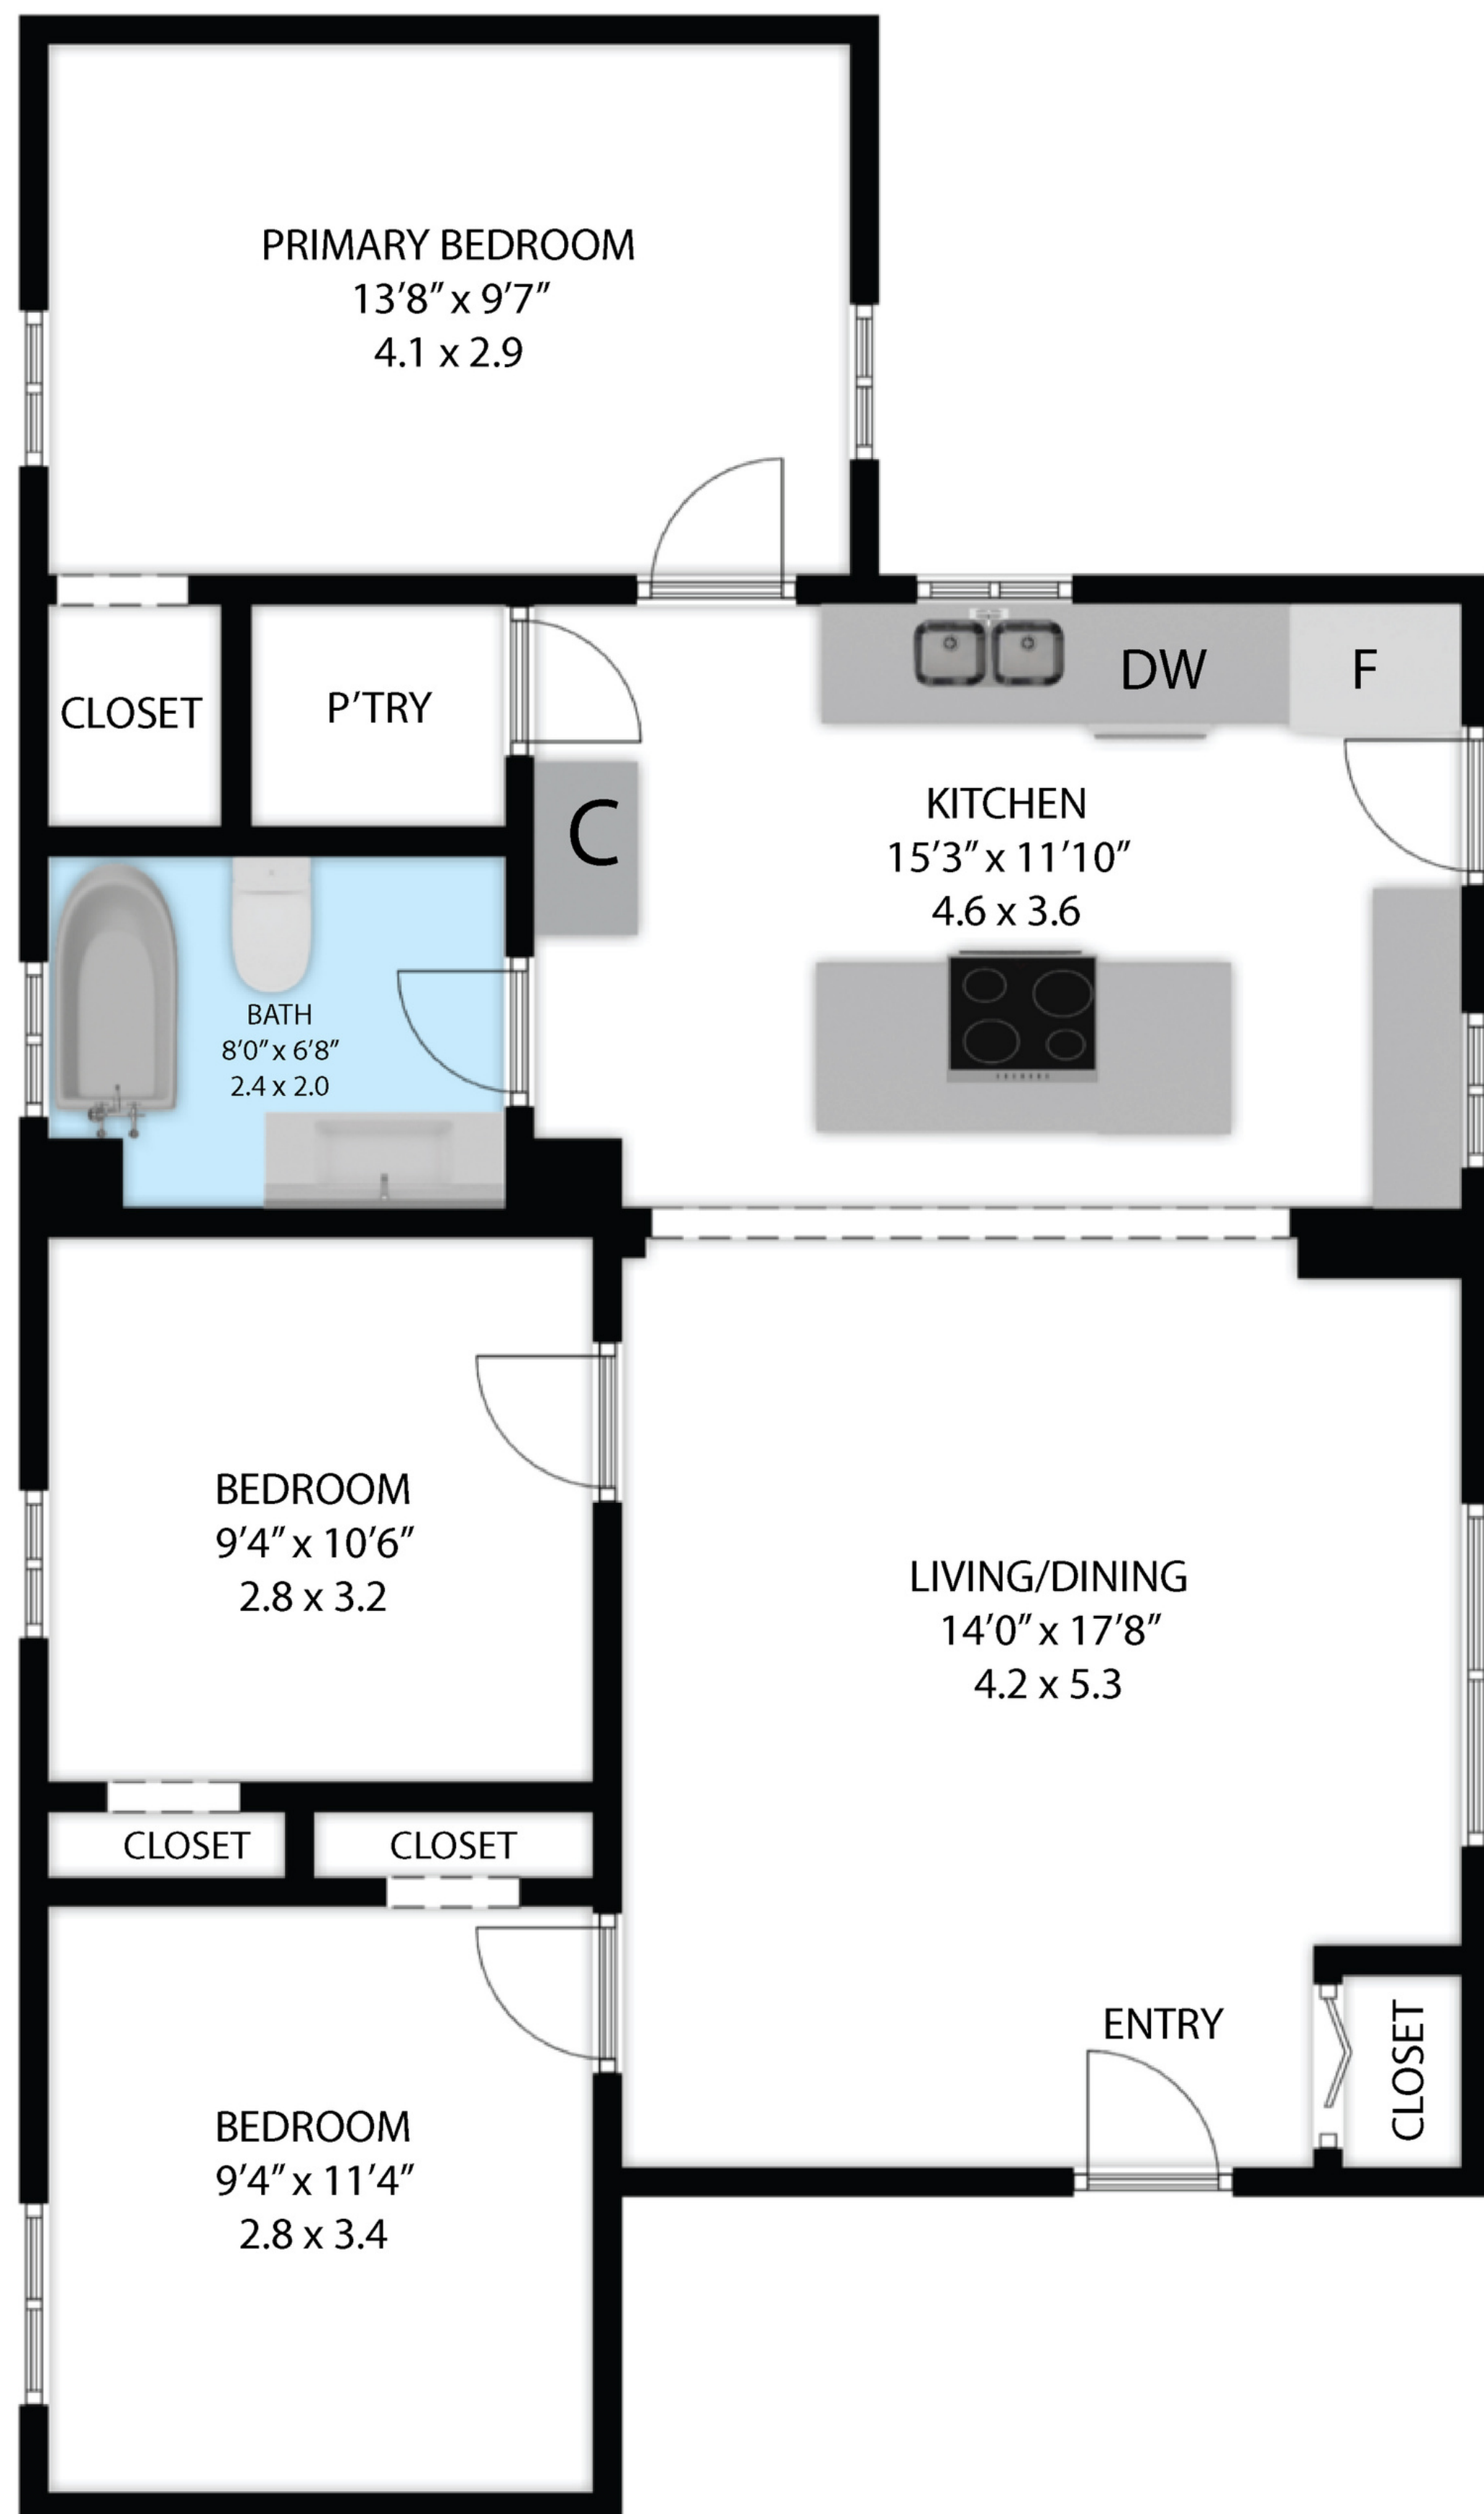 PRIMARY BEDROOM
13’8” x 9’7”
4.1 x 2.9
CLOSET
P’TRY
DW
F
C
KITCHEN
15’3” x 11’10”
4.6 x 3.6
BATH
8’0” x 6’8”
2.4 x 2.0
BEDROOM
9’4” x 10’6”
2.8 x 3.2
LIVING/DINING
14’0” x 17’8”
4.2 x 5.3
CLOSET
CLOSET
ENTRY
CLOSET
BEDROOM
9’4” x 11’4”
2.8 x 3.4